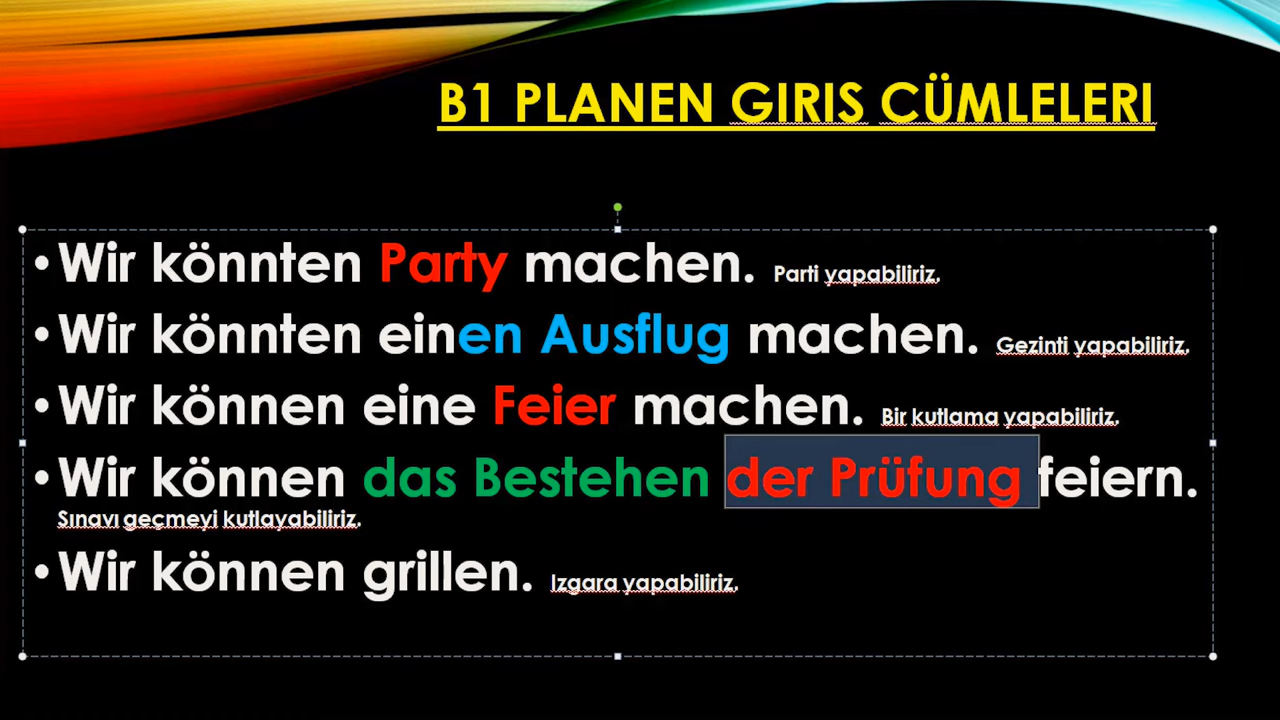 B1 PLANEN GIRIS CÜMLELERI
• Wir könnten Party machen. Parti yapabiliriz.
• Wir könnten einen Ausflug machen. Gezinti yapabiliriz.
• Wir können eine Feier machen. Bir kutlama yapabiliriz.
• Wir können das Bestehen der Prüfung feiern.
Sınavı geçmeyi kutlayabiliriz.
• Wir können grillen. Izgara yapabiliriz.